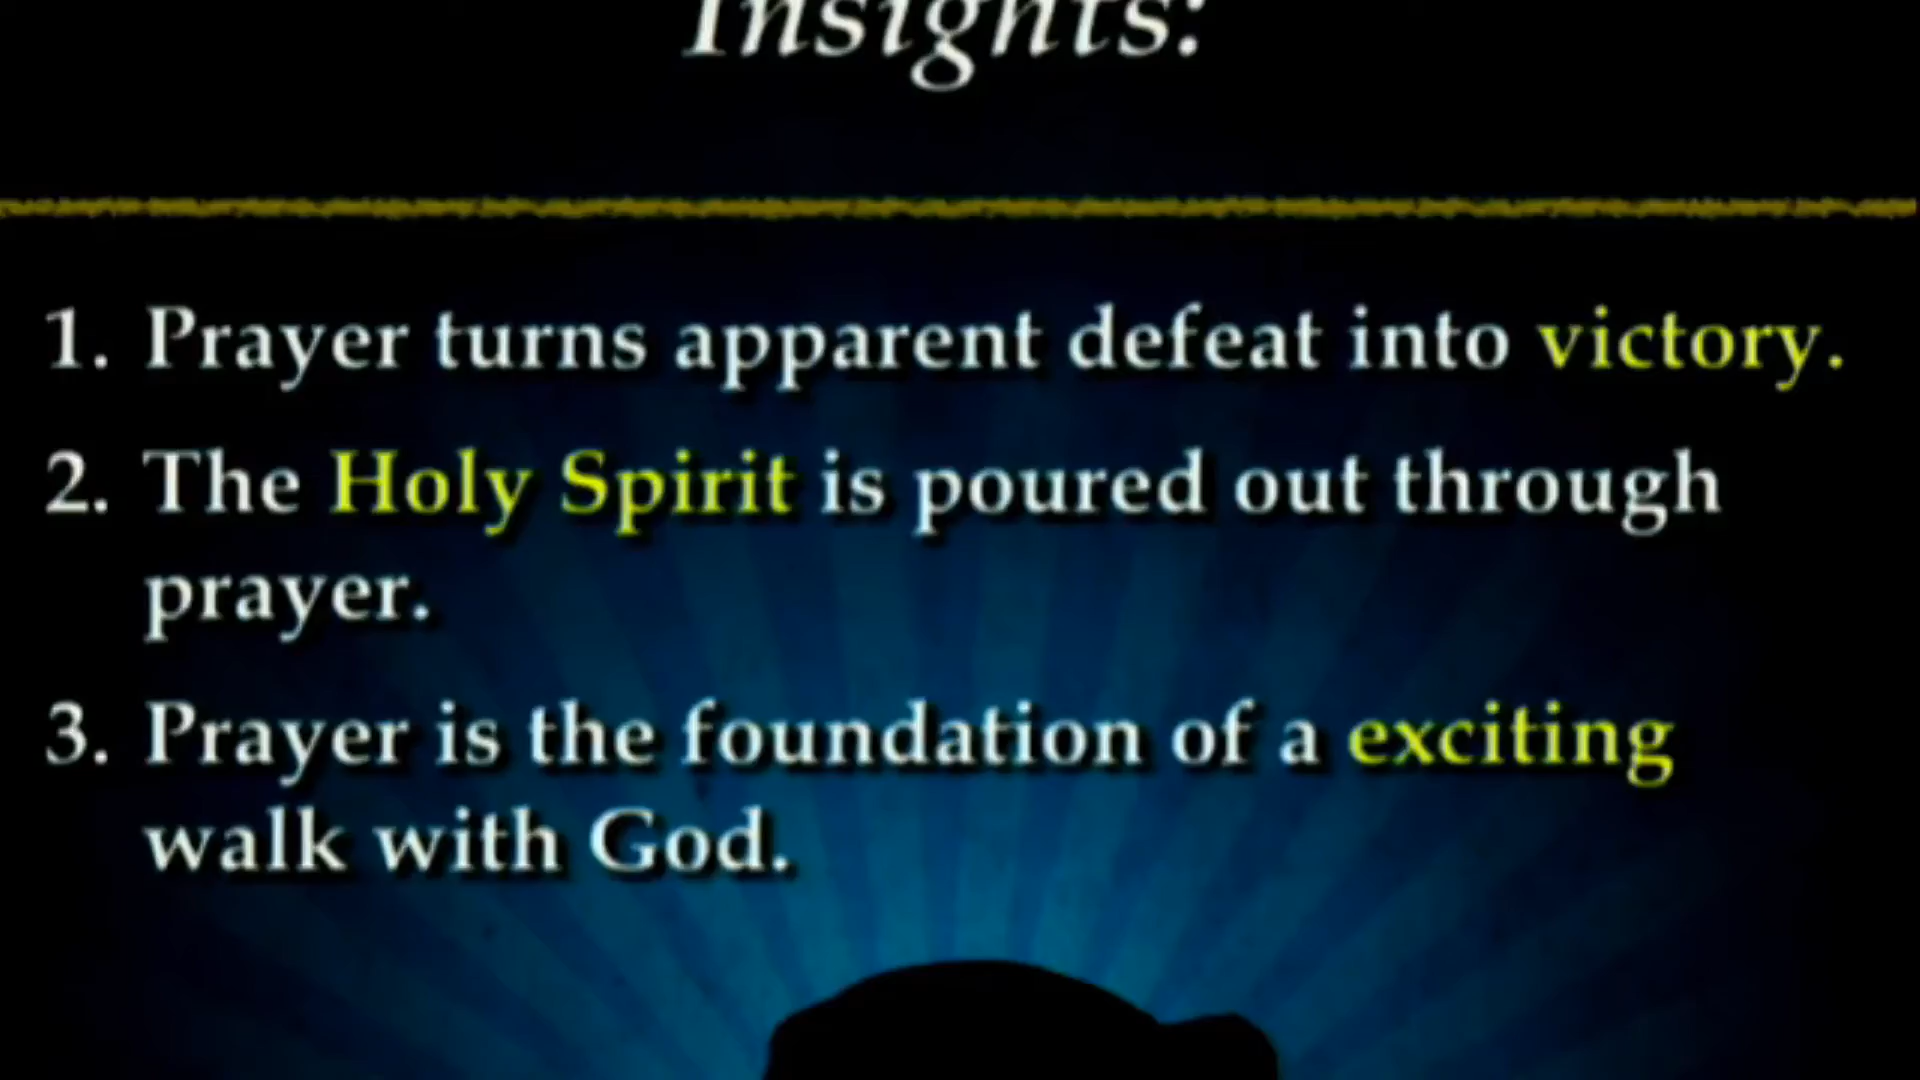 Insights:
1. Prayer turns apparent defeat into victory.
2. The Holy Spirit is poured out through
prayer.
3. Prayer is the foundation of a exciting
walk with God.